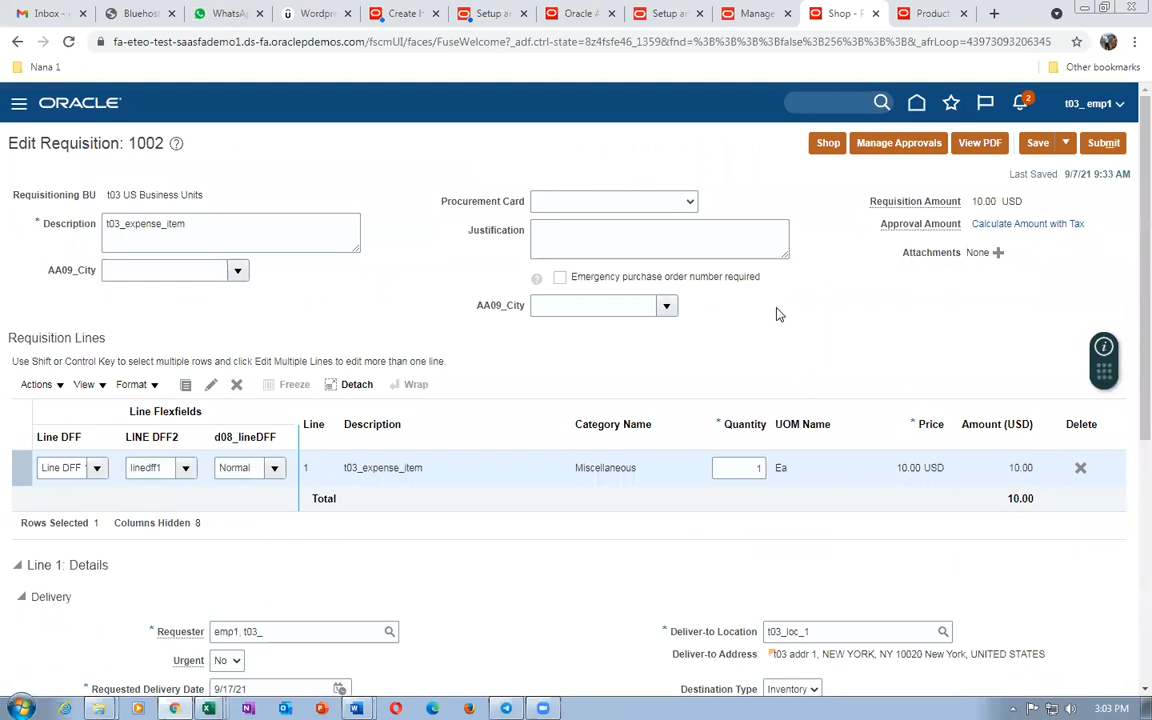 Inbox -
Bluehost
WhatsA
Wordpr
Create I
Setup ar
Oracle A
Setup ar
Manage
Shop - P
Product
fa-eteo-test-saasfademo1.ds-fa.oraclepdemos.com/fscmUI/faces/FuseWelcome?_adf.ctrl-state=8z4fsfe46_1359&fnd=%3B%3B%3B%3Bfalse%3B256%3B%3B%3B&_afrLoop=43973093206345
Nana 1
Other bookmarks
ORACLE
2
t03_ emp1
Edit Requisition: 1002
Shop
Manage Approvals
View PDF
Save
Submit
Last Saved 9/7/21 9:33 AM
Requisitioning BU t03 US Business Units
* Description t03_expense_item
AA09_City
Procurement Card
Justification
Emergency purchase order number required
AA09_City
Requisition Amount 10.00 USD
Approval Amount Calculate Amount with Tax
Attachments None
Requisition Lines
Use Shift or Control Key to select multiple rows and click Edit Multiple Lines to edit more than one line.
Actions View Format Freeze Detach Wrap
Line Flexfields
Line DFF LINE DFF2 d08_lineDFF Line Description Category Name * Quantity UOM Name * Price Amount (USD) Delete
Line DFF linedff1 Normal 1 t03_expense_item Miscellaneous 1 Ea 10.00 USD 10.00
Total 10.00
Rows Selected 1 Columns Hidden 8
Line 1: Details
Delivery
* Requester emp1, t03_
Urgent No
* Requested Delivery Date 9/17/21
* Deliver-to Location t03_loc_1
Deliver-to Address t03 addr 1, NEW YORK, NY 10020 New York, UNITED STATES
Destination Type Inventory
3:03 PM